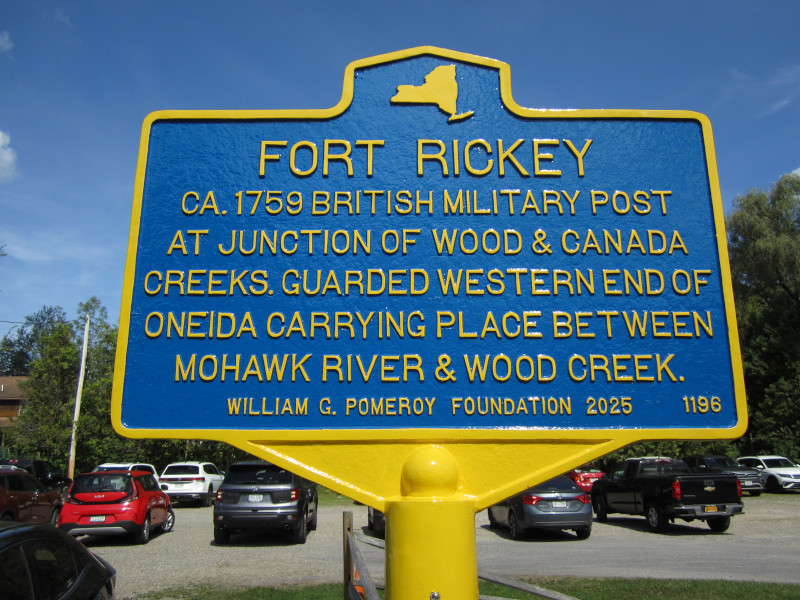 FORT RICKEY
CA. 1759 BRITISH MILITARY POST
AT JUNCTION OF WOOD & CANADA
CREEKS. GUARDED WESTERN END OF
ONEIDA CARRYING PLACE BETWEEN
MOHAWK RIVER & WOOD CREEK.
WILLIAM G. POMEROY FOUNDATION 2025 1196